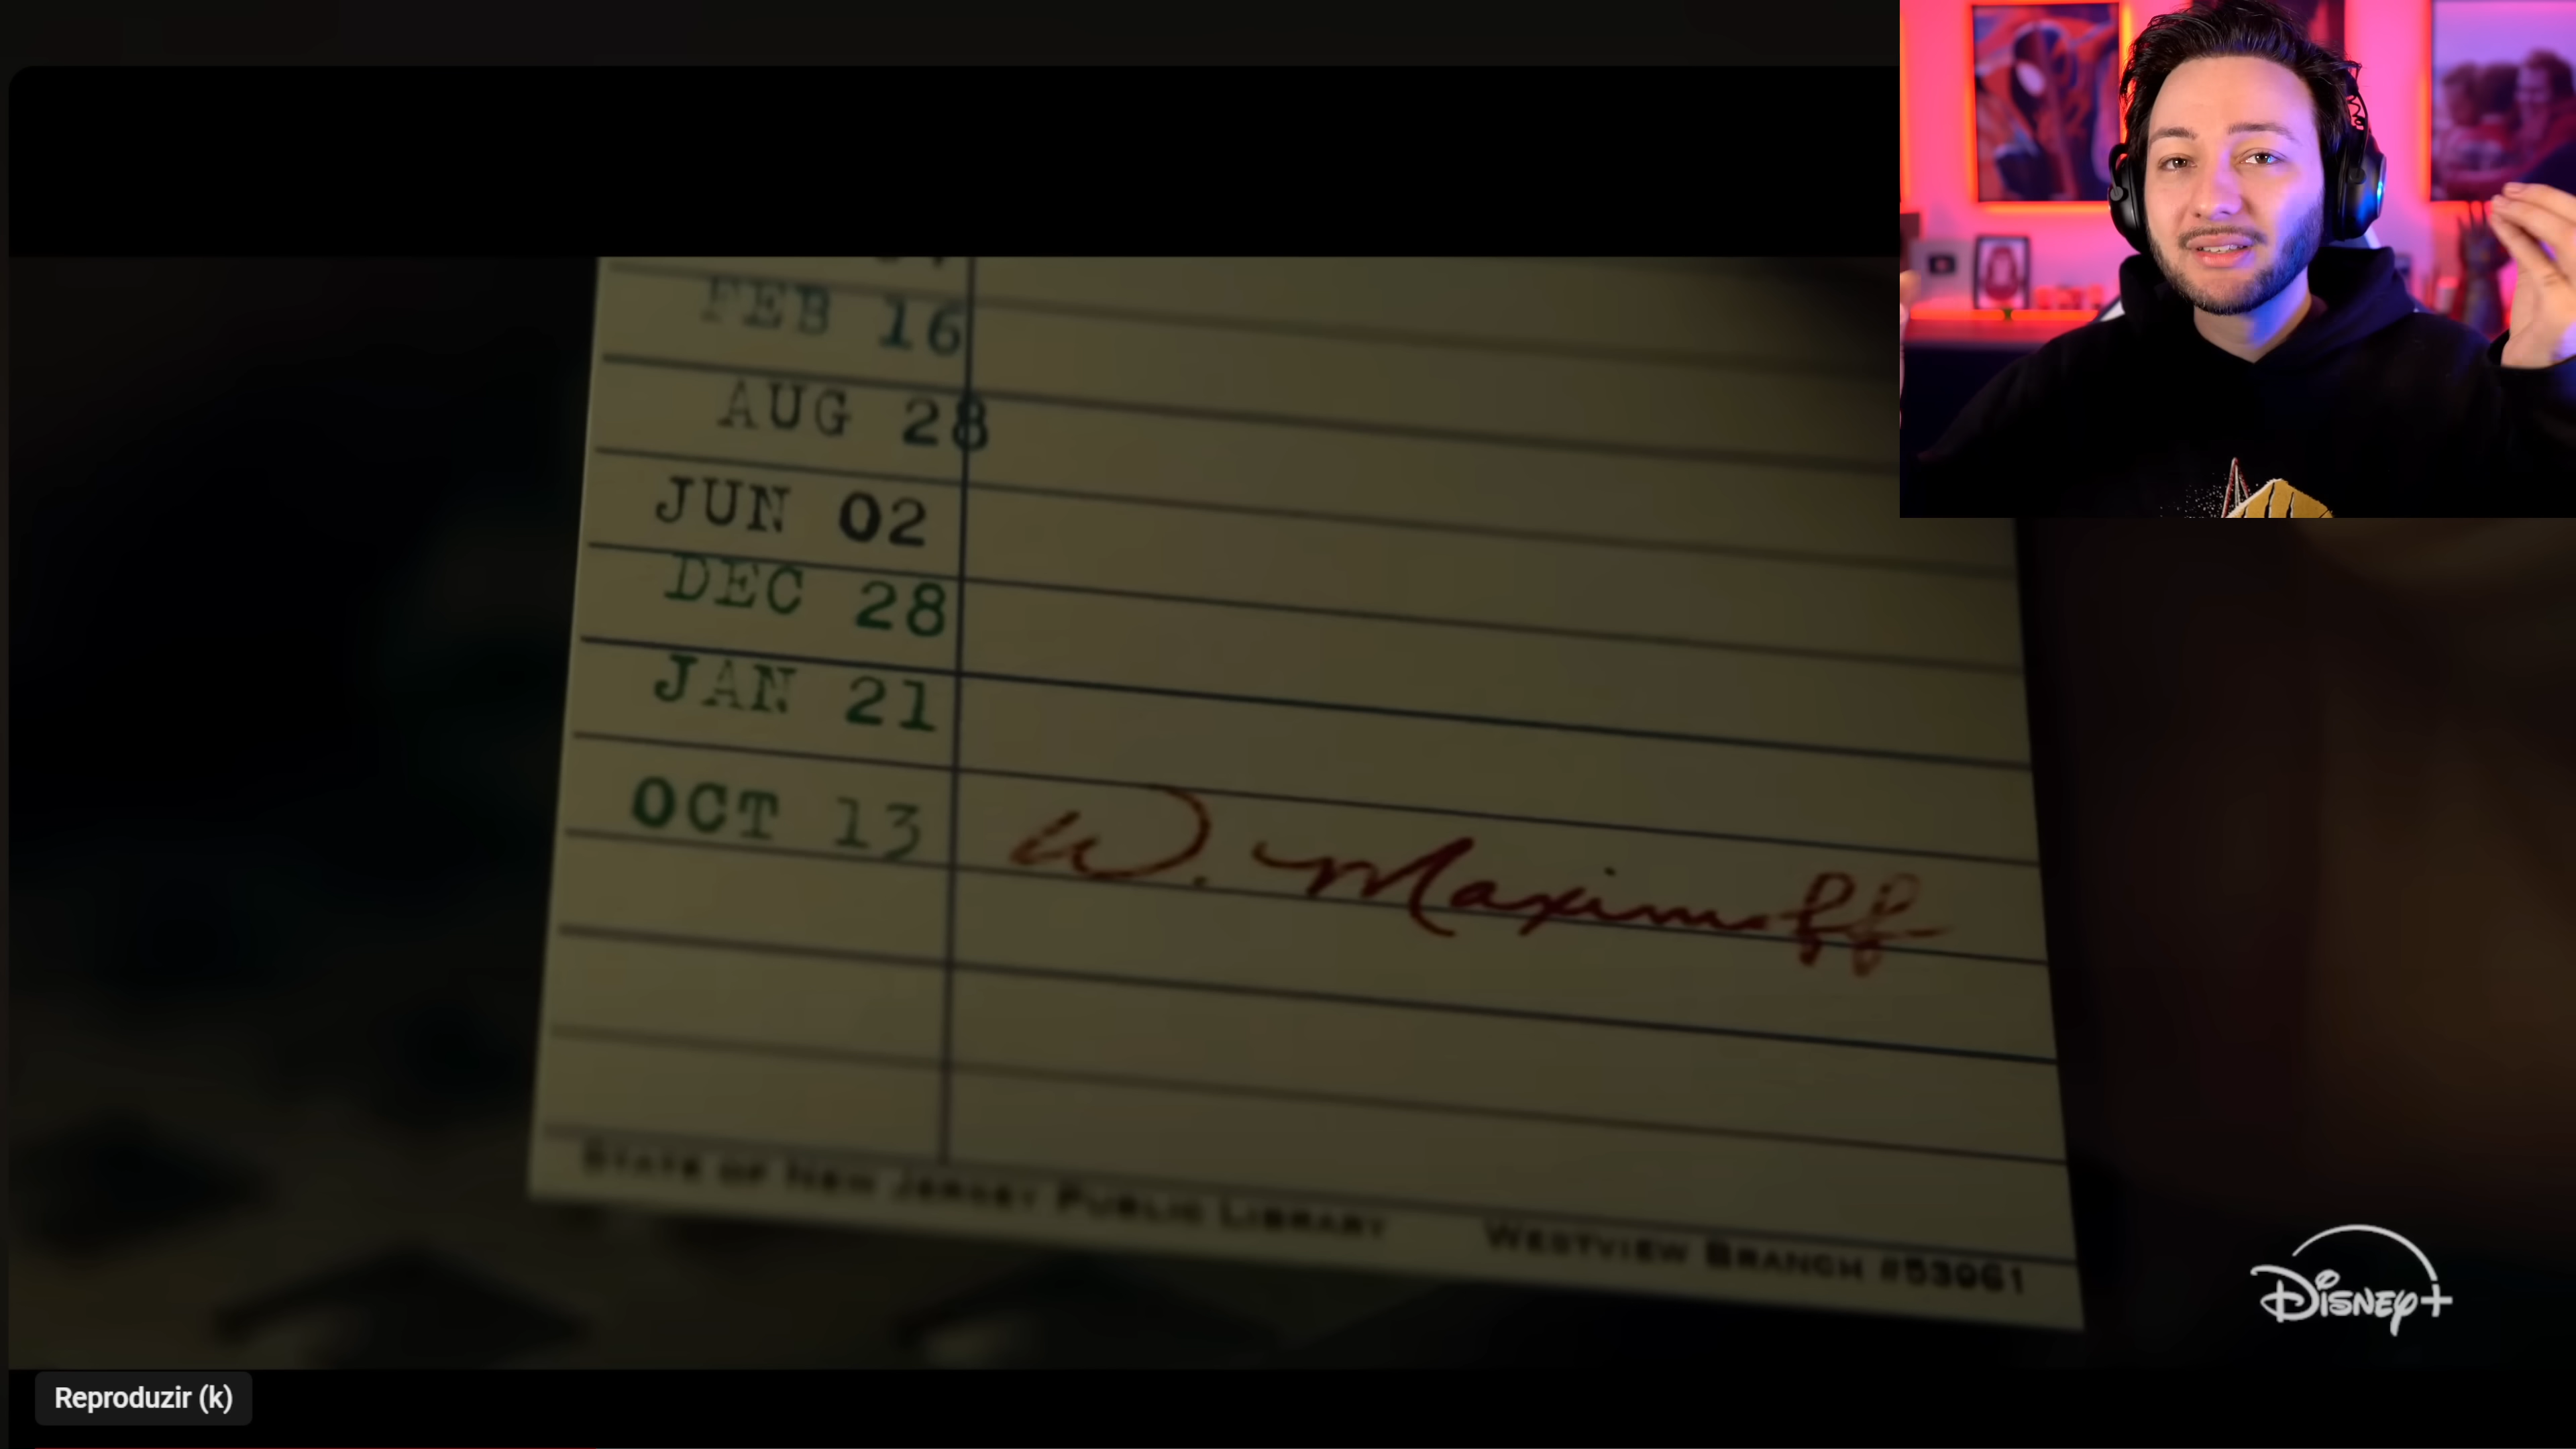 FEB 16
AUG 28
JUN 02
DEC 28
JAN 21
OCT 13 W. Maximoff
STATE OF NEW JERSEY PUBLIC LIBRARY WESTVIEW BRANCH #53061
DISNEY+
Reproduzir (k)